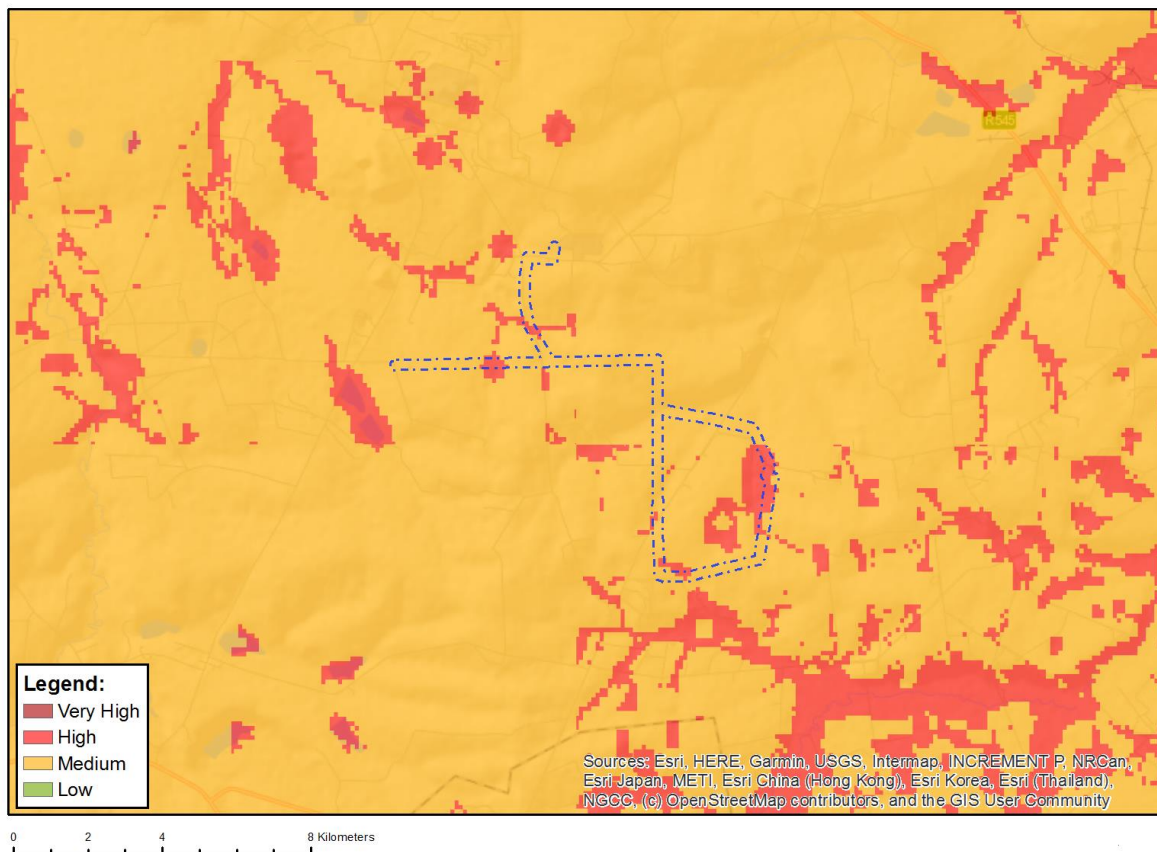 R 545
Legend:
Very High
High
Medium
Low
Sources: Esri, HERE, Garmin, USGS, Intermap, INCREMENT P, NRCan,
Esri Japan, METI, Esri China (Hong Kong), Esri Korea, Esri (Thailand),
NGCC, (c) OpenStreetMap contributors, and the GIS User Community
0 2 4 8 Kilometers